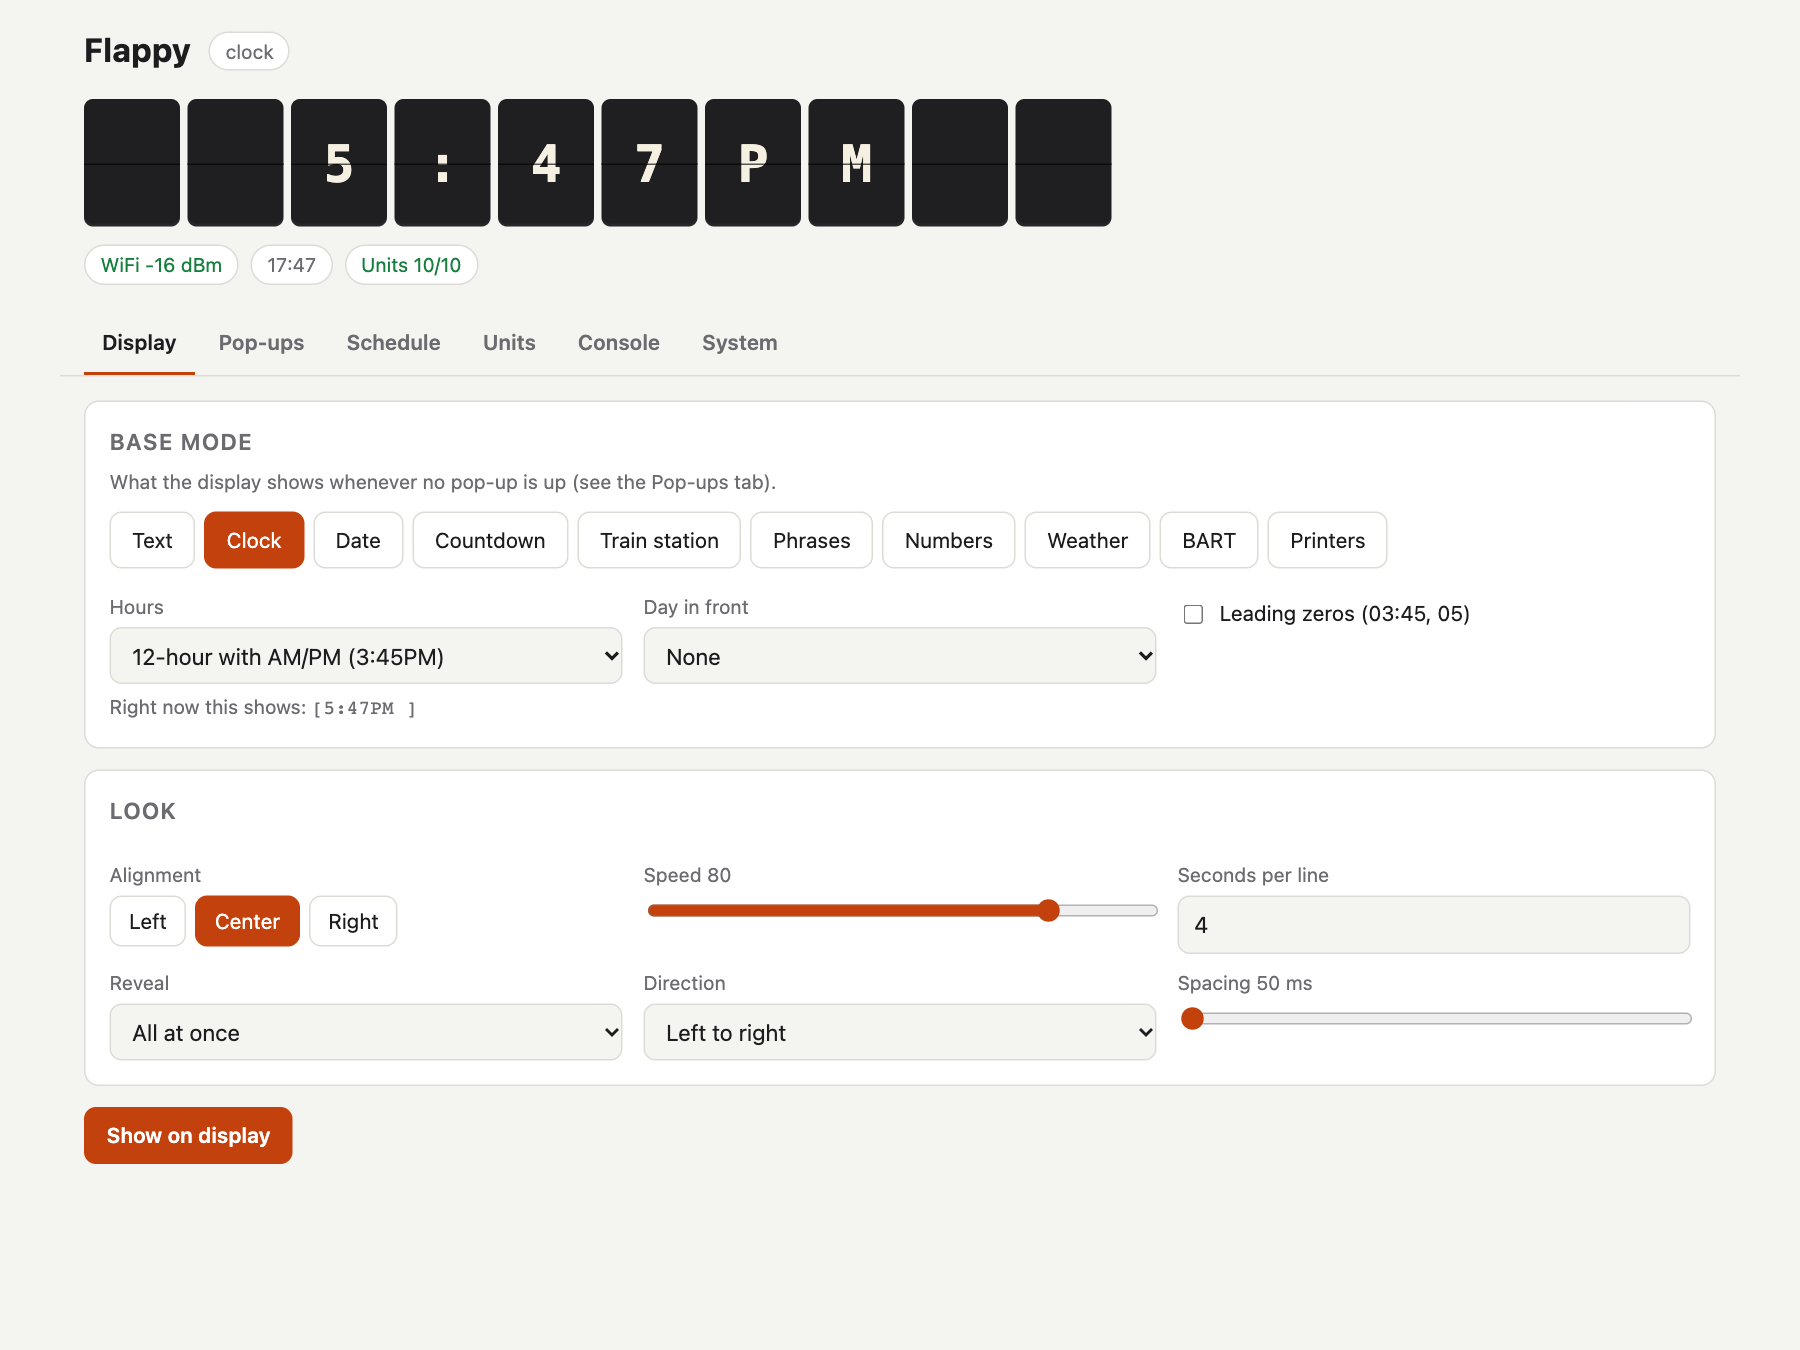 Flappy clock
5 : 4 7 P M
WiFi -16 dBm 17:47 Units 10/10
Display Pop-ups Schedule Units Console System
BASE MODE
What the display shows whenever no pop-up is up (see the Pop-ups tab).
Text Clock Date Countdown Train station Phrases Numbers Weather BART Printers
Hours Day in front Leading zeros (03:45, 05)
12-hour with AM/PM (3:45PM) None
Right now this shows: [5:47PM ]
LOOK
Alignment Speed 80 Seconds per line
Left Center Right 4
Reveal Direction Spacing 50 ms
All at once Left to right
Show on display